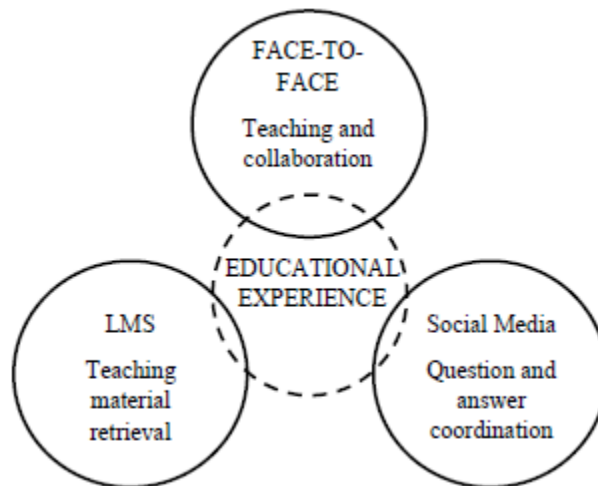 FACE-TO-
FACE
Teaching and
collaboration
EDUCATIONAL
EXPERIENCE
LMS
Teaching
material
retrieval
Social Media
Question and
answer
coordination